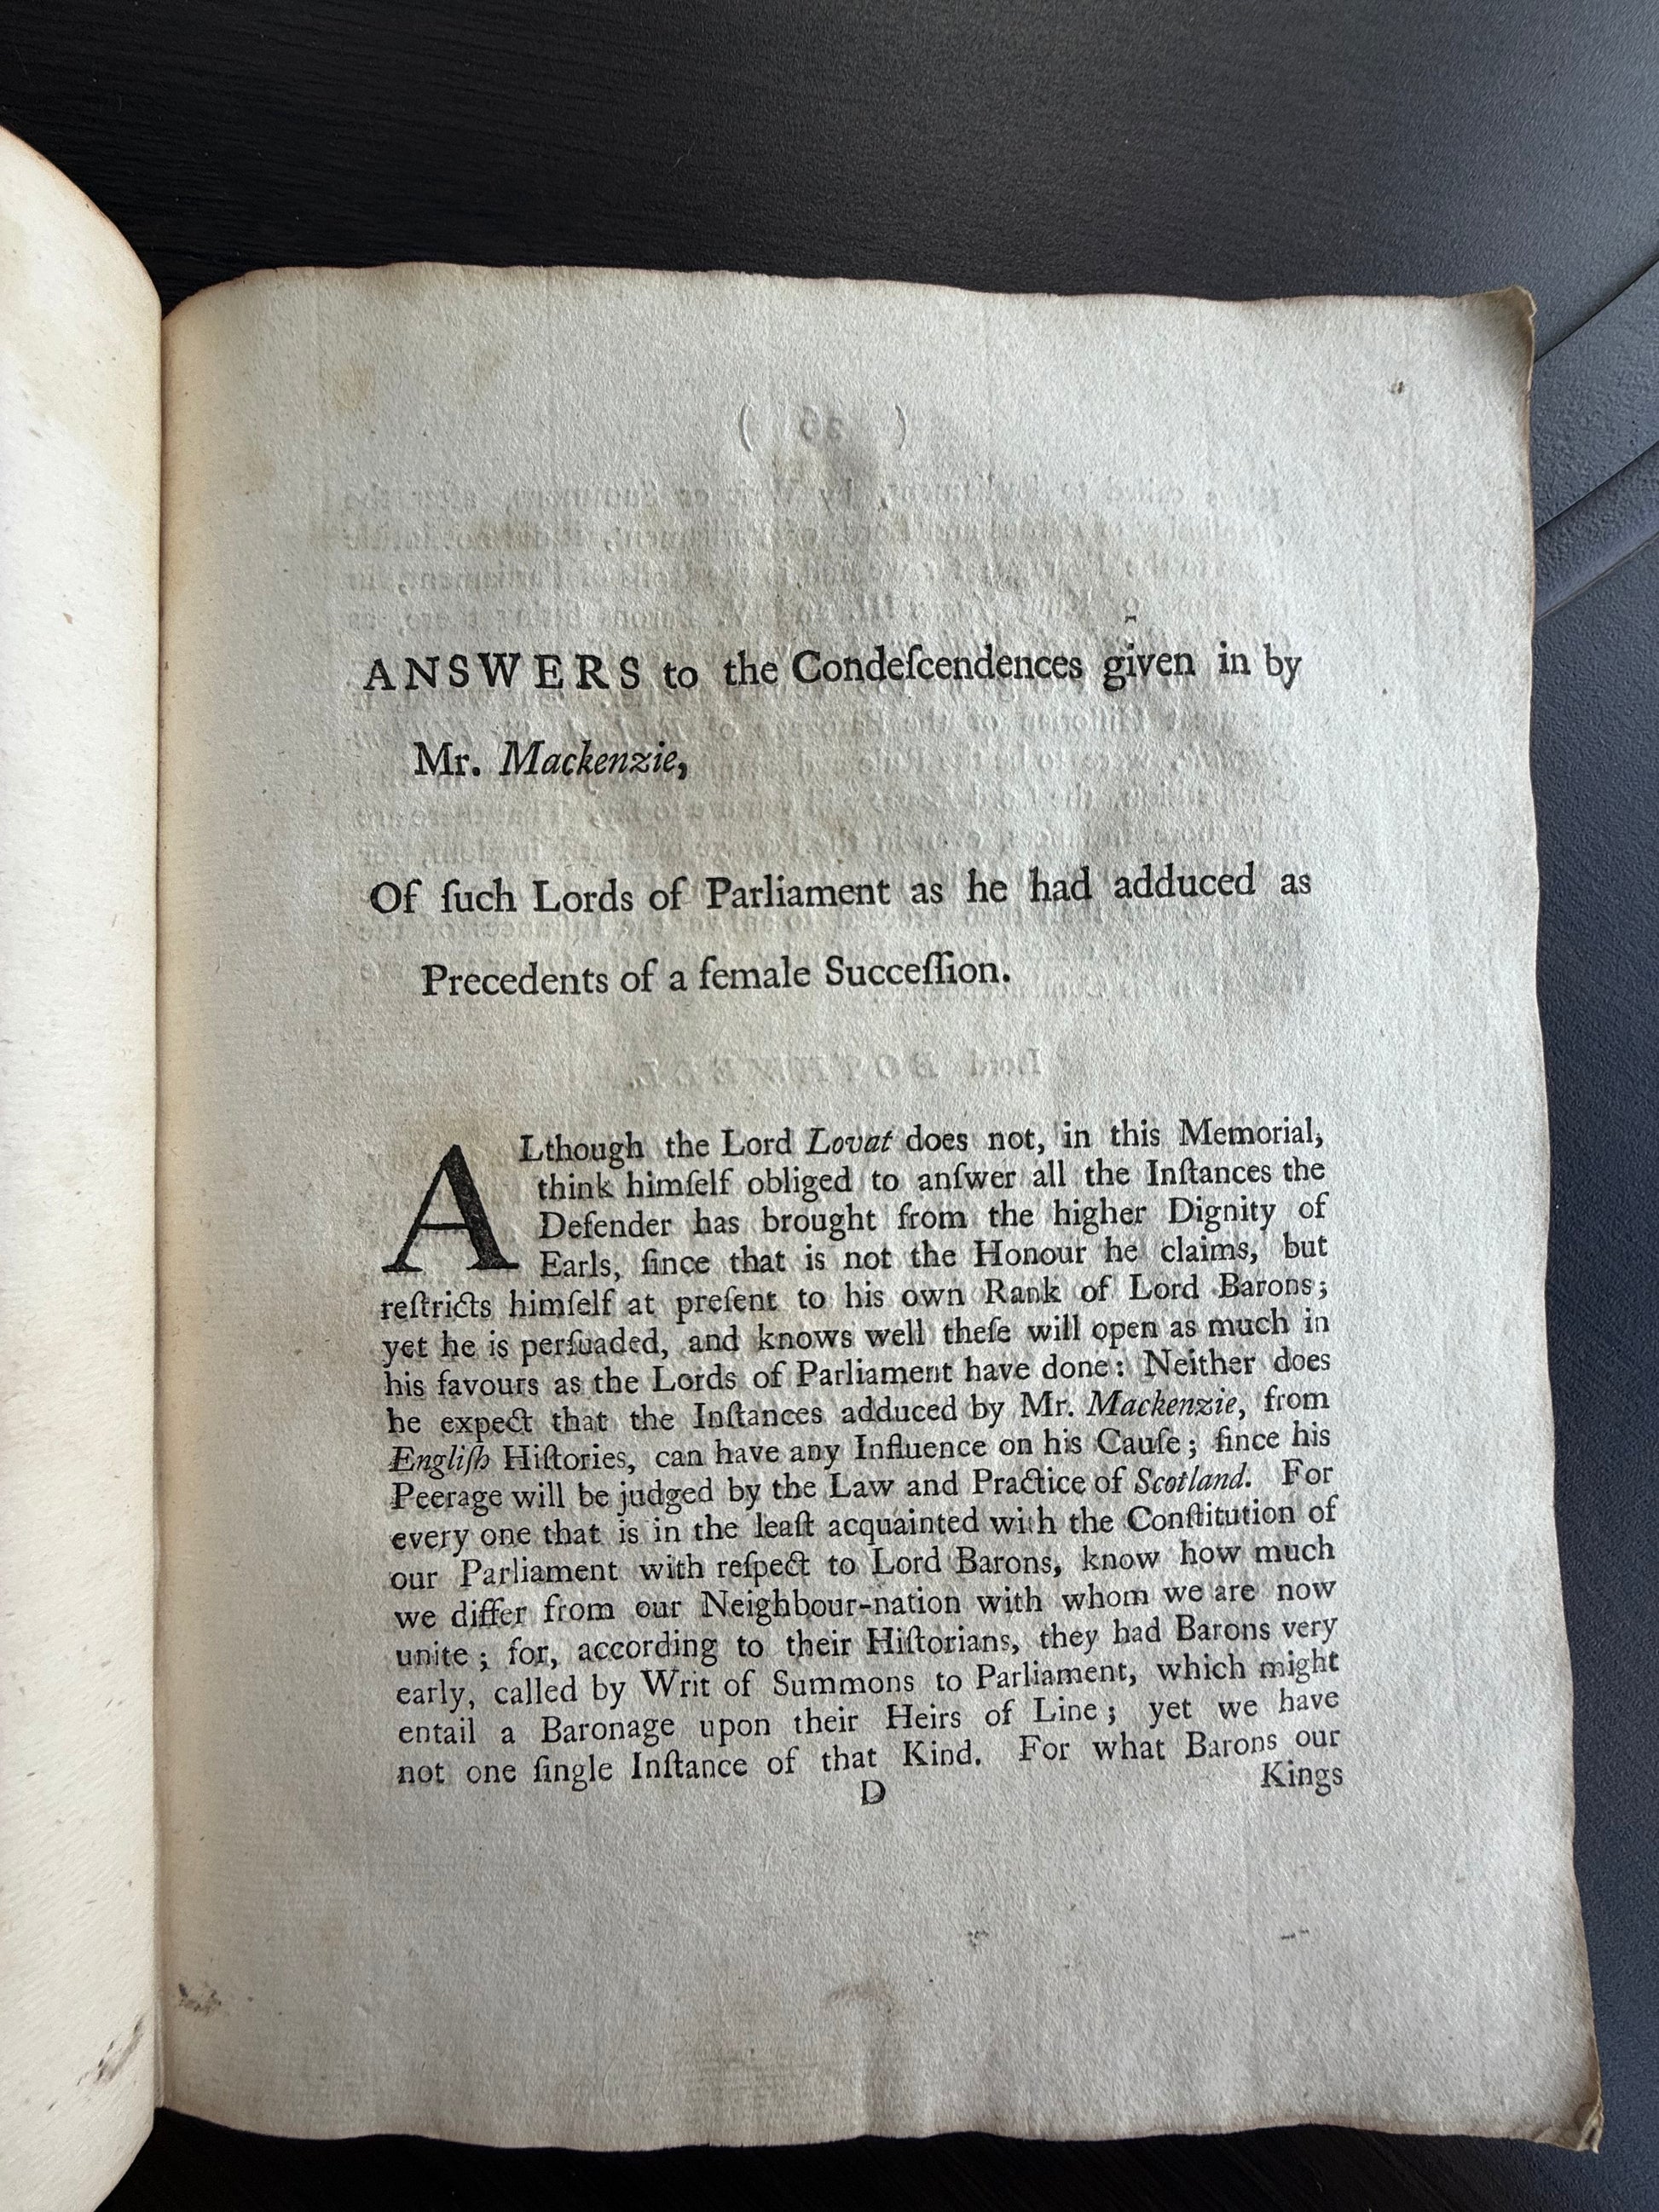 ANSWERS to the Condeſcendences given in by
Mr. Mackenzie,
Of ſuch Lords of Parliament as he had adduced as
Precedents of a female Succeſſion.
ALthough the Lord Lovat does not, in this Memorial,
think himſelf obliged to anſwer all the Inſtances the
Defender has brought from the higher Dignity of
Earls, ſince that is not the Honour he claims, but
reſtricts himſelf at preſent to his own Rank of Lord Barons;
yet he is perſuaded, and knows well theſe will open as much in
his favours as the Lords of Parliament have done: Neither does
he expect that the Inſtances adduced by Mr. Mackenzie, from
Engliſh Hiſtories, can have any Influence on his Cauſe; ſince his
Peerage will be judged by the Law and Practice of Scotland. For
every one that is in the leaſt acquainted with the Conſtitution of
our Parliament with reſpect to Lord Barons, know how much
we differ from our Neighbour-nation with whom we are now
unite; for, according to their Hiſtorians, they had Barons very
early, called by Writ of Summons to Parliament, which might
entail a Baronage upon their Heirs of Line; yet we have
not one ſingle Inſtance of that Kind. For what Barons our
D
Kings